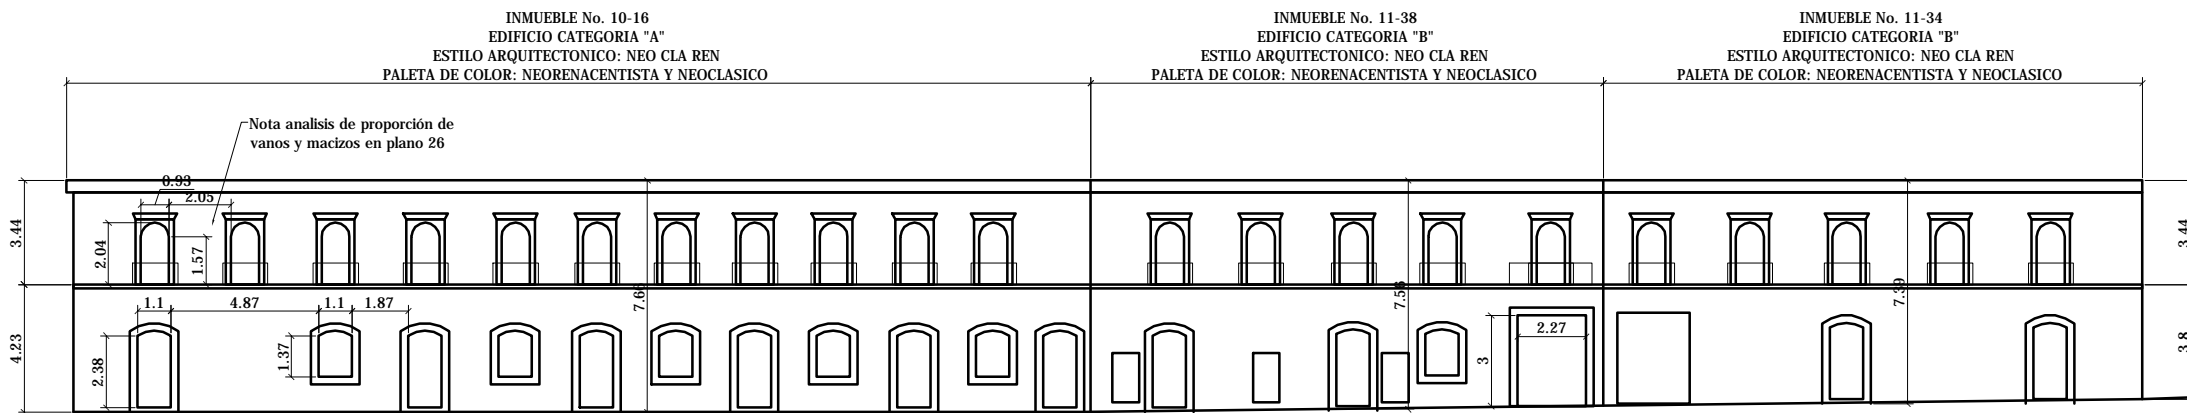 INMUEBLE No. 10-16
EDIFICIO CATEGORIA "A"
ESTILO ARQUITECTONICO: NEO CLA REN
PALETA DE COLOR: NEORENACENTISTA Y NEOCLASICO
INMUEBLE No. 11-38
EDIFICIO CATEGORIA "B"
ESTILO ARQUITECTONICO: NEO CLA REN
PALETA DE COLOR: NEORENACENTISTA Y NEOCLASICO
INMUEBLE No. 11-34
EDIFICIO CATEGORIA "B"
ESTILO ARQUITECTONICO: NEO CLA REN
PALETA DE COLOR: NEORENACENTISTA Y NEOCLASICO
Nota analisis de proporción de
vanos y macizos en plano 26
0.93
2.05
3.44
2.04
1.57
3.44
1.1
4.87
1.1
1.87
7.66
7.56
7.39
4.23
2.38
1.37
3
2.27
3.8